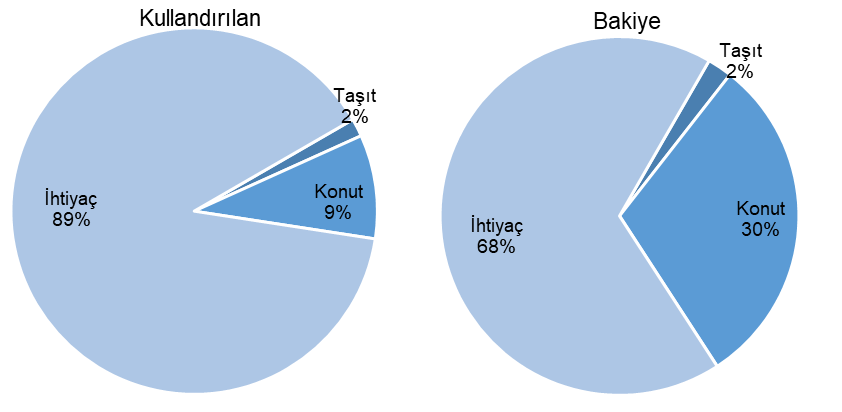 Kullandırılan
Taşıt
2%
Konut
9%
İhtiyaç
89%
Bakiye
Taşıt
2%
Konut
30%
İhtiyaç
68%